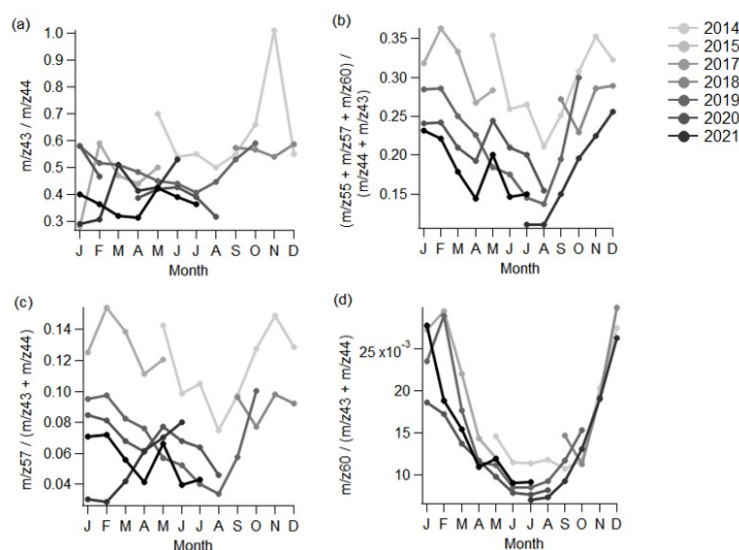 (a)
1.0
0.9
0.8
0.7
0.6
0.5
0.4
0.3
m/z43 / m/z44
J F M A M J J A S O N D
Month
(b)
0.35
0.30
0.25
0.20
0.15
(m/z55 + m/z57 + m/z60) /
(m/z44 + m/z43)
J F M A M J J A S O N D
Month
2014
2015
2017
2018
2019
2020
2021
(c)
0.14
0.12
0.10
0.08
0.06
0.04
m/z57 / (m/z43 + m/z44)
J F M A M J J A S O N D
Month
(d)
25x10⁻³
20
15
10
m/z60 / (m/z43 + m/z44)
J F M A M J J A S O N D
Month